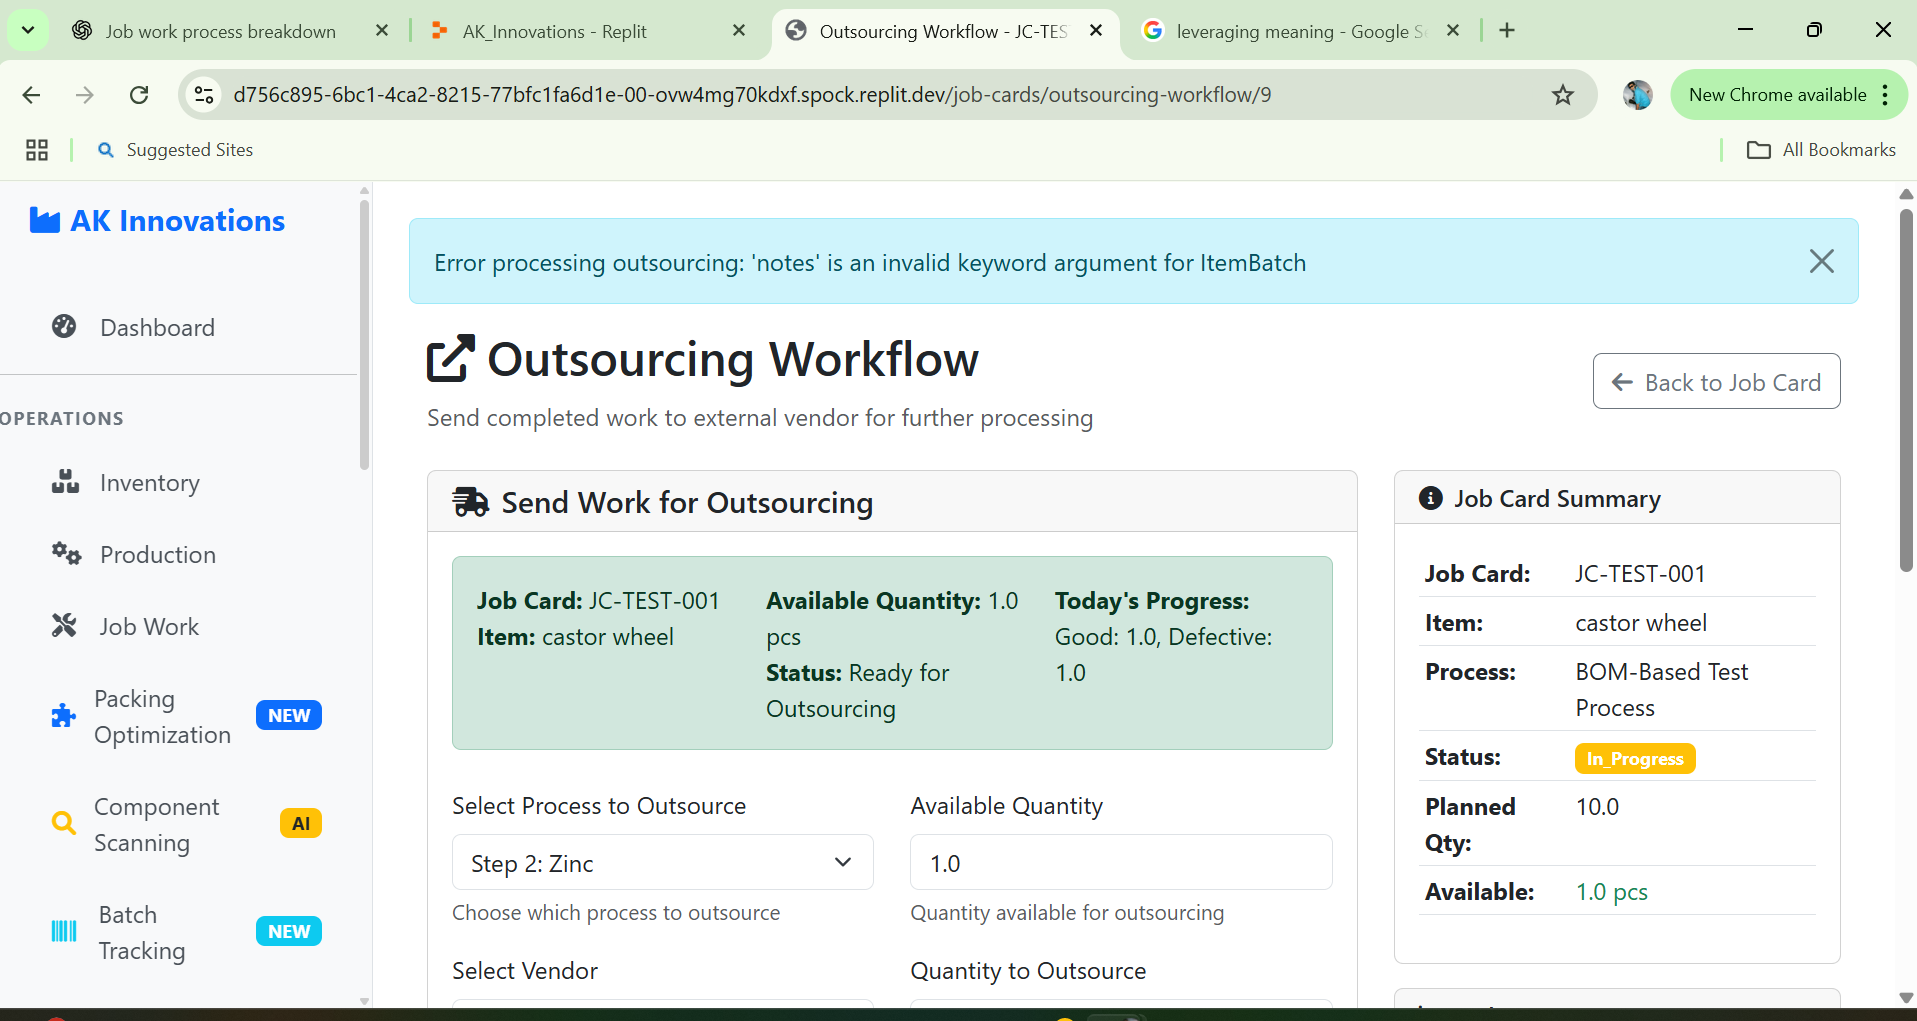 Job work process breakdown
AK_Innovations - Replit
Outsourcing Workflow - JC-TES
leveraging meaning - Google S
d756c895-6bc1-4ca2-8215-77bfc1fa6d1e-00-ovw4mg70kdxf.spock.replit.dev/job-cards/outsourcing-workflow/9
New Chrome available
Suggested Sites
All Bookmarks
AK Innovations
Dashboard
OPERATIONS
Inventory
Production
Job Work
Packing
Optimization
NEW
Component
Scanning
AI
Batch
Tracking
NEW
Error processing outsourcing: 'notes' is an invalid keyword argument for ItemBatch
Outsourcing Workflow
Send completed work to external vendor for further processing
Back to Job Card
Send Work for Outsourcing
Job Card: JC-TEST-001
Item: castor wheel
Available Quantity: 1.0
pcs
Status: Ready for
Outsourcing
Today's Progress:
Good: 1.0, Defective:
1.0
Select Process to Outsource
Step 2: Zinc
Choose which process to outsource
Available Quantity
1.0
Quantity available for outsourcing
Select Vendor
Quantity to Outsource
Job Card Summary
Job Card: JC-TEST-001
Item: castor wheel
Process: BOM-Based Test
Process
Status: In_Progress
Planned
Qty:
10.0
Available: 1.0 pcs